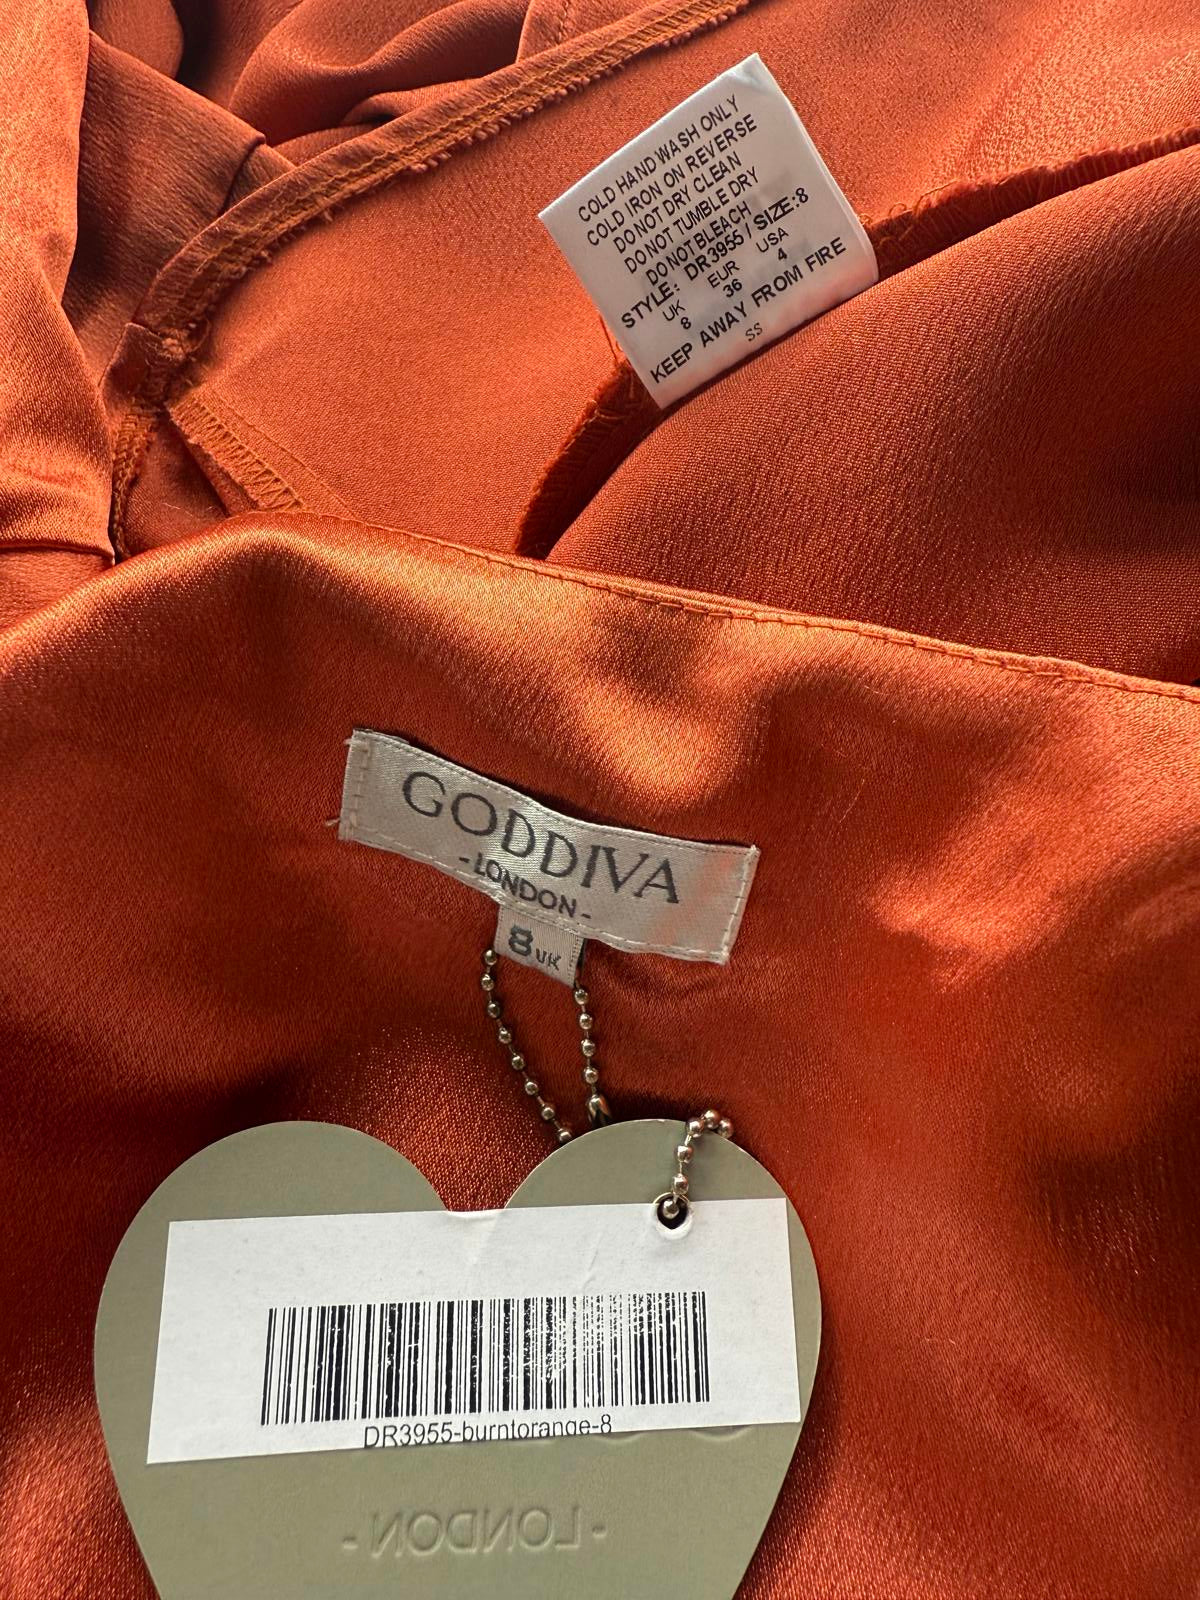 COLD HAND WASH ONLY
COLD IRON ON REVERSE
DO NOT DRY CLEAN
DO NOT TUMBLE DRY
DO NOT BLEACH
STYLE: DR3955 / SIZE:8
UK EUR USA
8 36 4
KEEP AWAY FROM FIRE
SS
GODDIVA
- LONDON -
8 UK
DR3955-burntorange-8
- LONDON -